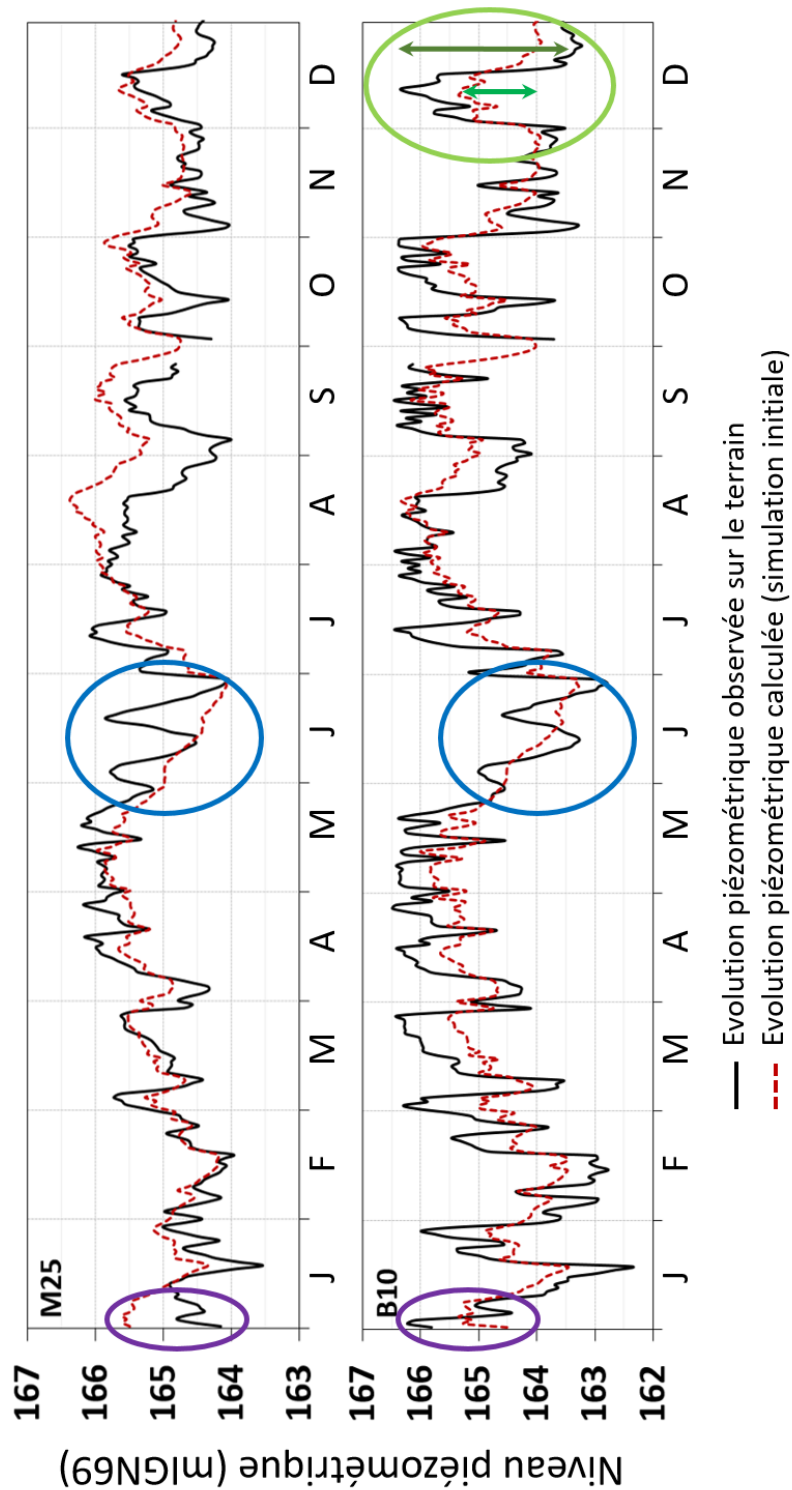 Niveau piézométrique (mIGN69)
M25
167
166
165
164
163
J F M A M J J A S O N D
B10
167
166
165
164
163
162
J F M A M J J A S O N D
Evolution piézométrique observée sur le terrain
Evolution piézométrique calculée (simulation initiale)